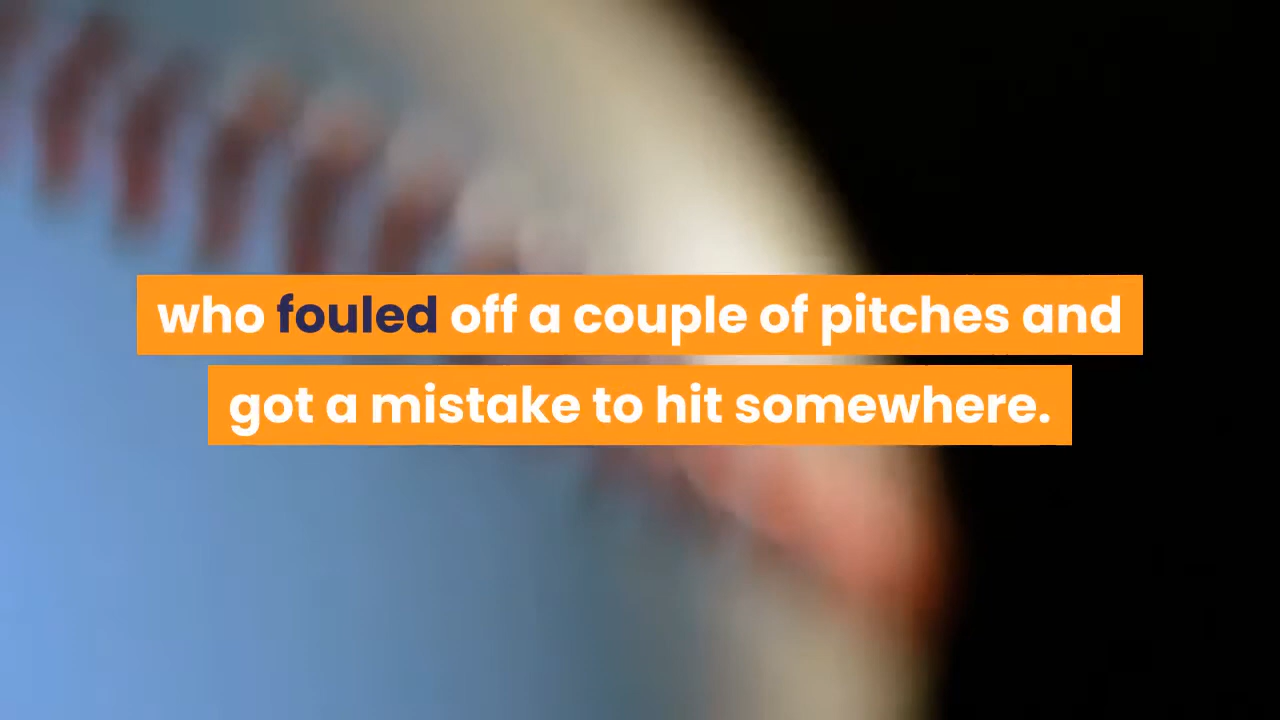 who fouled off a couple of pitches and
got a mistake to hit somewhere.